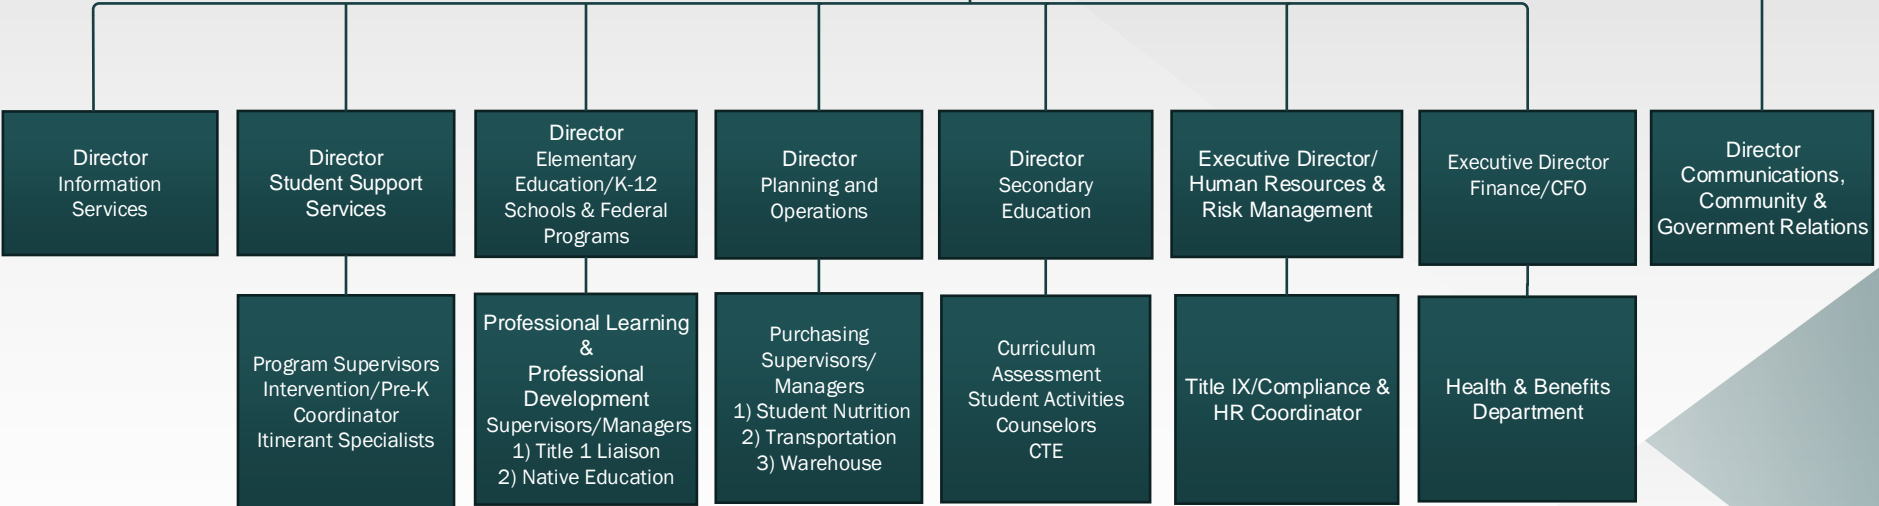 Director
Information
Services
Director
Student Support
Services
Director
Elementary
Education/K-12
Schools & Federal
Programs
Director
Planning and
Operations
Director
Secondary
Education
Executive Director/
Human Resources &
Risk Management
Executive Director
Finance/CFO
Director
Communications,
Community &
Government Relations
Program Supervisors
Intervention/Pre-K
Coordinator
Itinerant Specialists
Professional Learning
&
Professional
Development
Supervisors/Managers
1) Title 1 Liaison
2) Native Education
Purchasing
Supervisors/
Managers
1) Student Nutrition
2) Transportation
3) Warehouse
Curriculum
Assessment
Student Activities
Counselors
CTE
Title IX/Compliance &
HR Coordinator
Health & Benefits
Department